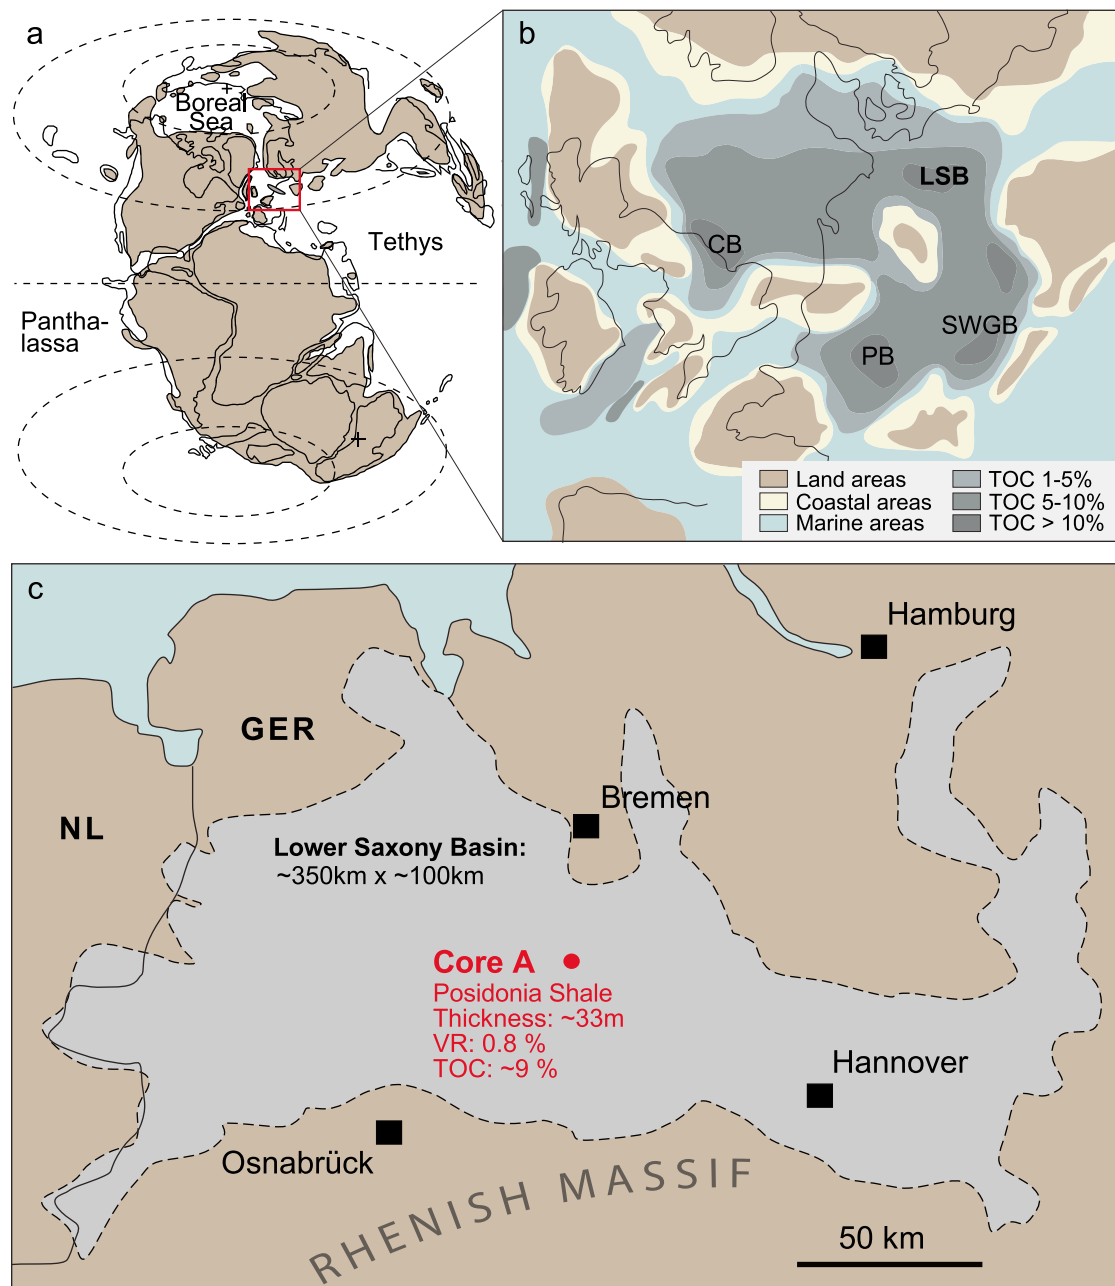 a
Boreal
Sea
Tethys
Pantha-
lassa
b
LSB
CB
SWGB
PB
Land areas
Coastal areas
Marine areas
TOC 1-5%
TOC 5-10%
TOC > 10%
c
Hamburg
GER
NL
Bremen
Lower Saxony Basin:
~350km x ~100km
Core A
Posidonia Shale
Thickness: ~33m
VR: 0.8 %
TOC: ~9 %
Hannover
Osnabrück
RHENISH MASSIF
50 km